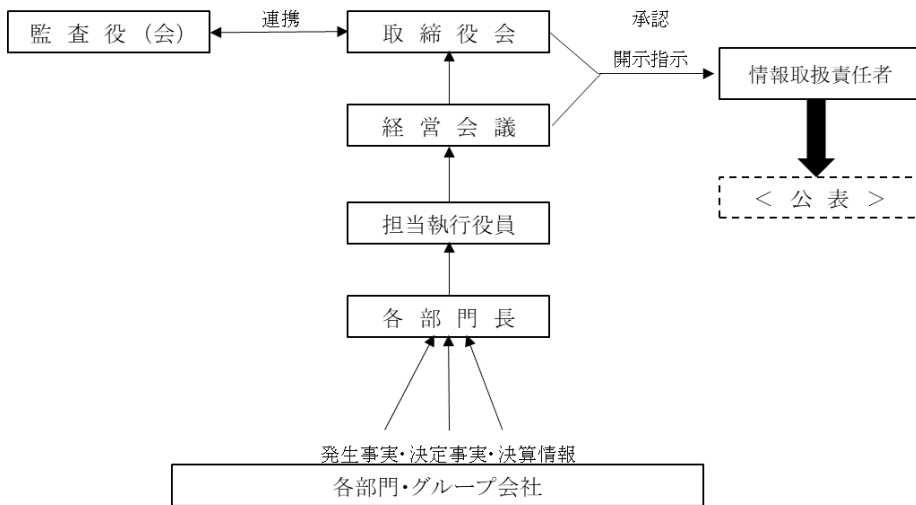 連携
承認
監査役(会)
取締役会
開示指示
情報取扱責任者
経営会議
<公表>
担当執行役員
各部門長
発生事実・決定事実・決算情報
各部門・グループ会社